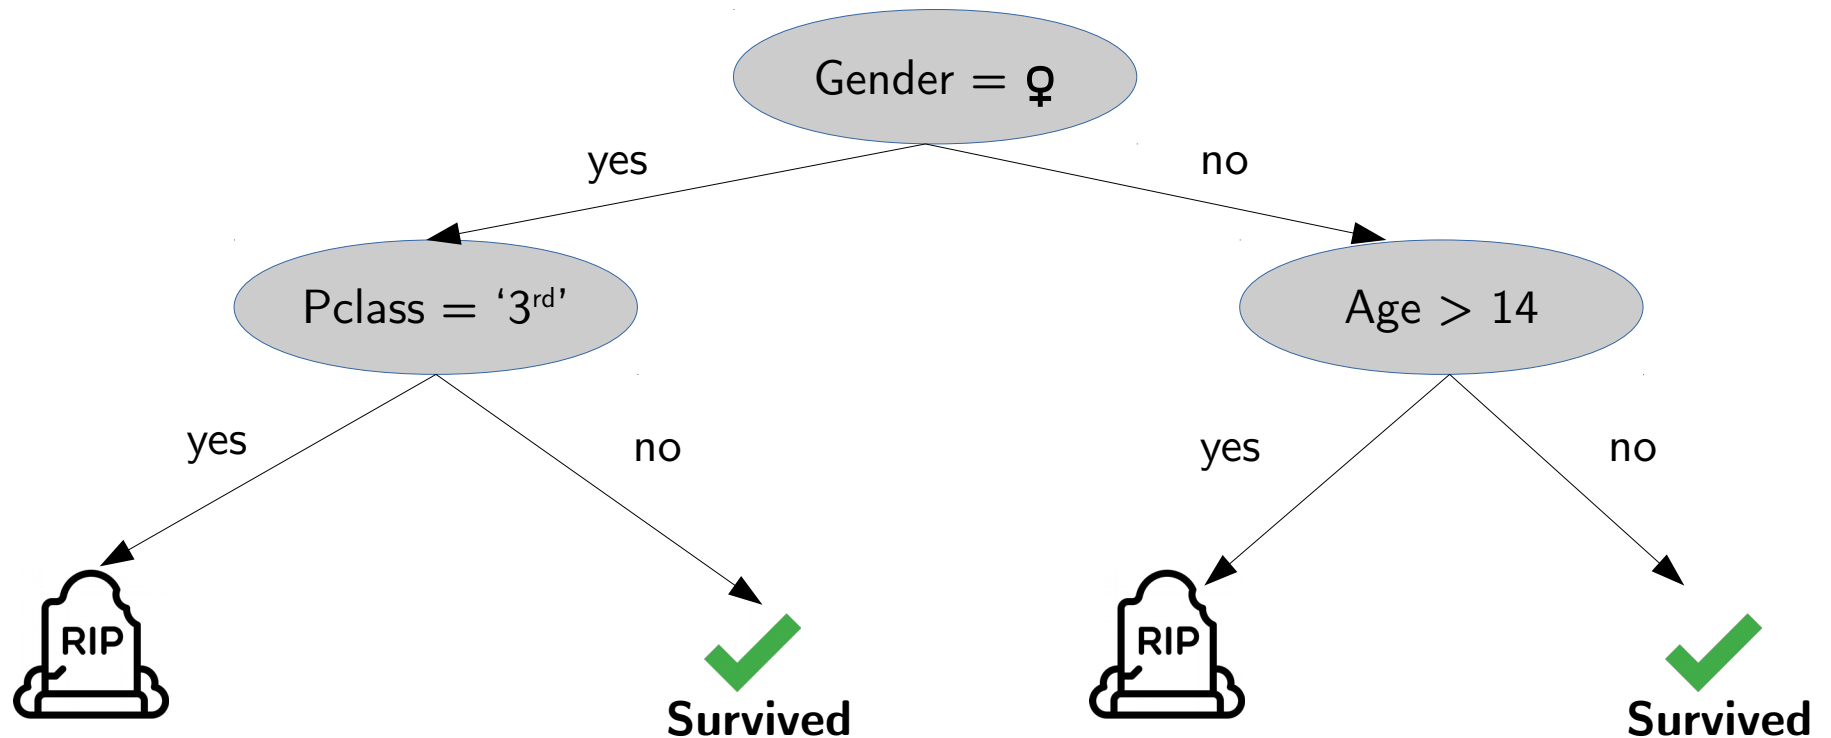 Gender = ♀
yes
no
Pclass = ‘3rd’
Age > 14
yes
no
yes
no
RIP
RIP
Survived
Survived